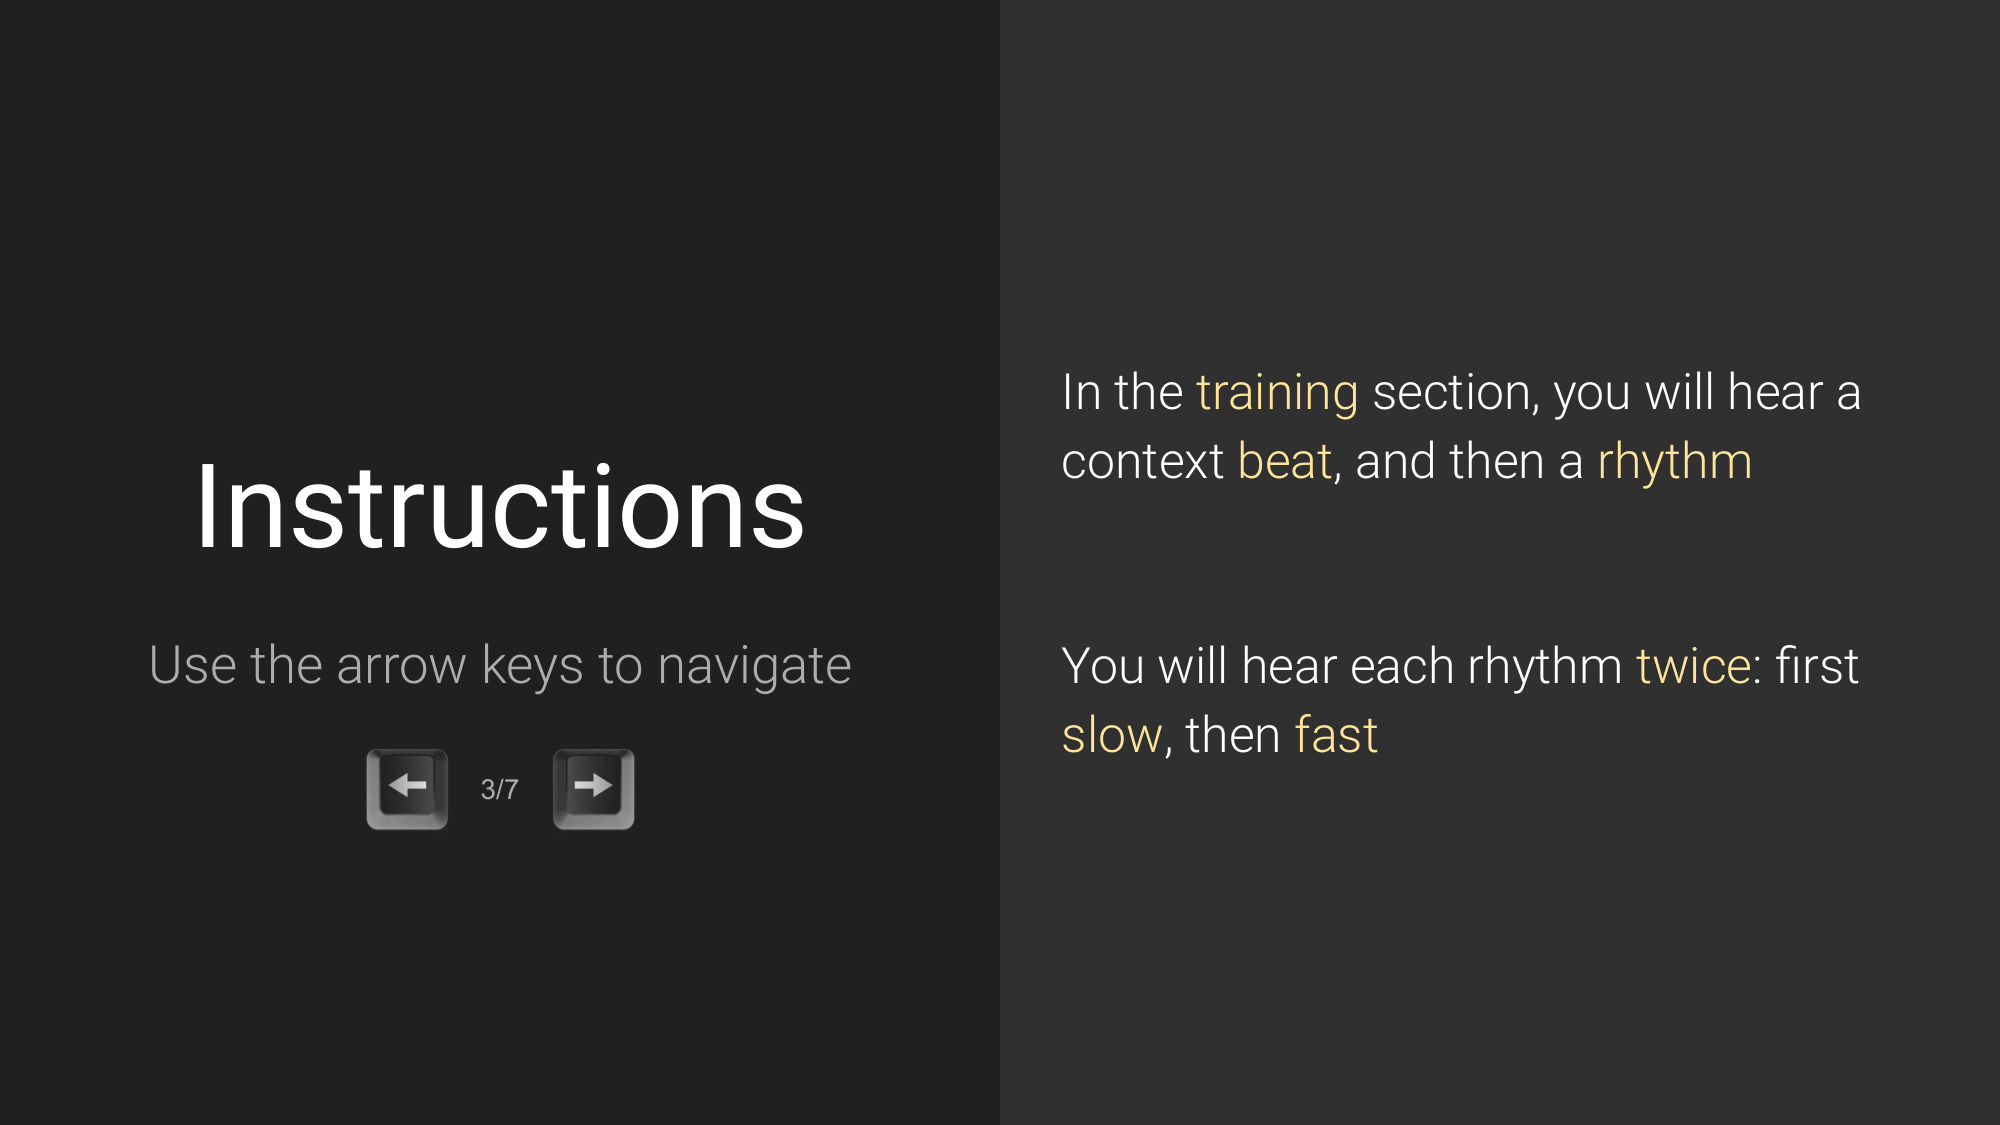 Instructions
Use the arrow keys to navigate
3/7
In the training section, you will hear a
context beat, and then a rhythm
You will hear each rhythm twice: first
slow, then fast